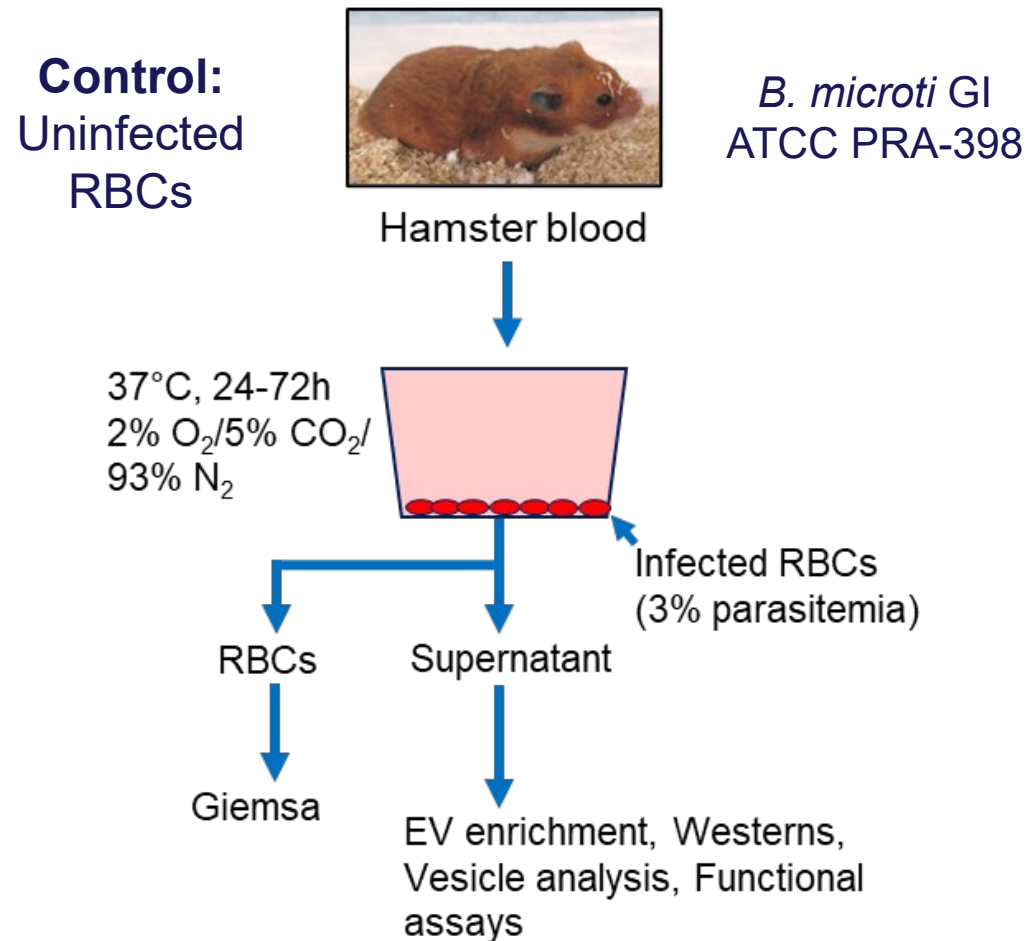 Control:
Uninfected
RBCs
B. microti GI
ATCC PRA-398
Hamster blood
37°C, 24-72h
2% O₂/5% CO₂/
93% N₂
Infected RBCs
(3% parasitemia)
RBCs
Supernatant
Giemsa
EV enrichment, Westerns,
Vesicle analysis, Functional
assays